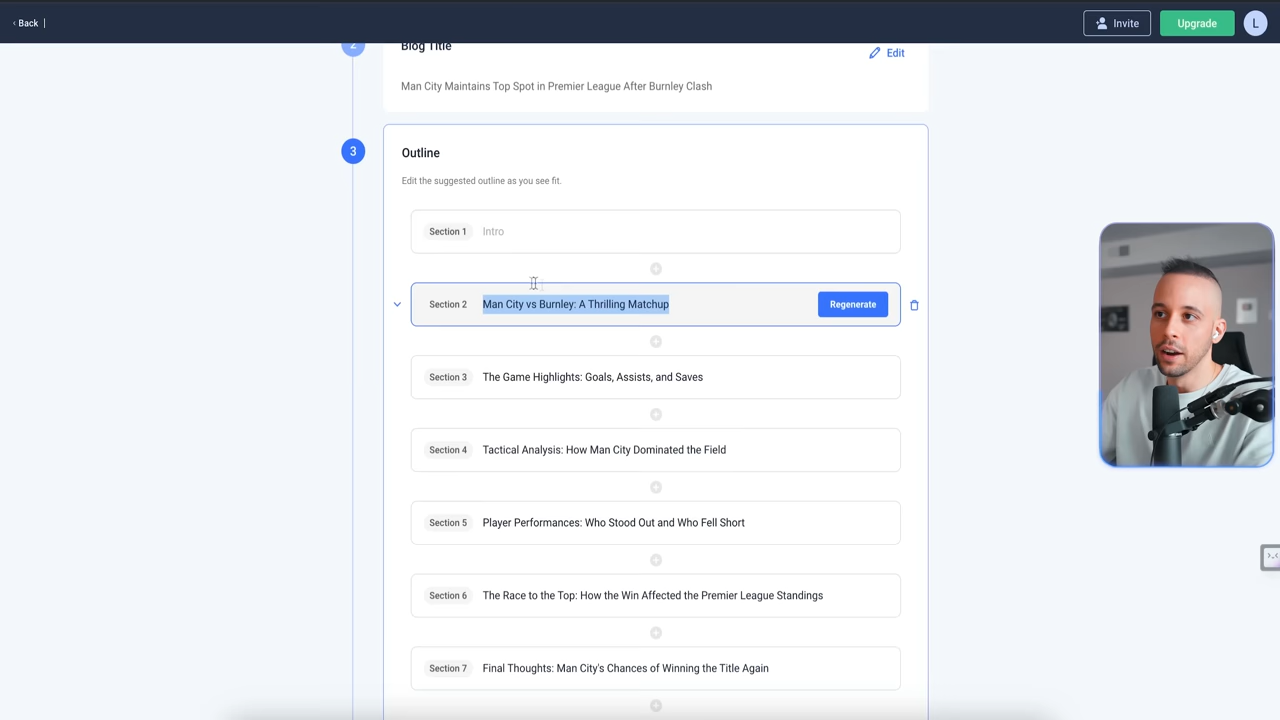 ‹ Back |
Invite
Upgrade
L
2
Blog Title
Edit
Man City Maintains Top Spot in Premier League After Burnley Clash
3
Outline
Edit the suggested outline as you see fit.
Section 1 Intro
Section 2 Man City vs Burnley: A Thrilling Matchup Regenerate
Section 3 The Game Highlights: Goals, Assists, and Saves
Section 4 Tactical Analysis: How Man City Dominated the Field
Section 5 Player Performances: Who Stood Out and Who Fell Short
Section 6 The Race to the Top: How the Win Affected the Premier League Standings
Section 7 Final Thoughts: Man City's Chances of Winning the Title Again